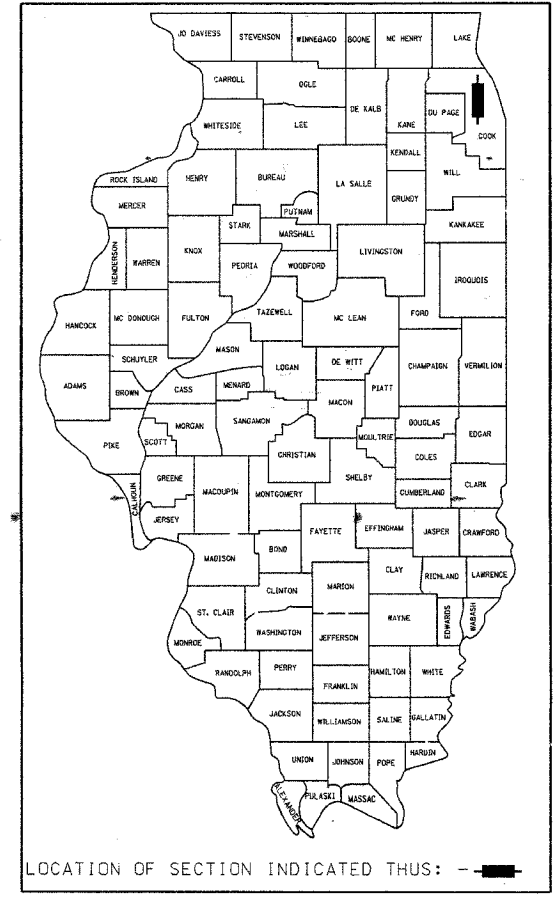 JO DAVIESS STEVENSON WINNEBAGO BOONE MC HENRY LAKE
CARROLL OGLE
DE KALB KANE DU PAGE COOK
WHITESIDE LEE
KENDALL
WILL
ROCK ISLAND HENRY BUREAU LA SALLE
GRUNDY
MERCER PUTNAM
STARK MARSHALL KANKAKEE
HENDERSON WARREN KNOX PEORIA WOODFORD LIVINGSTON
IROQUOIS
HANCOCK MC DONOUGH FULTON TAZEWELL MC LEAN FORD
MASON
SCHUYLER LOGAN DE WITT CHAMPAIGN VERMILION
ADAMS BROWN CASS MENARD PIATT
MACON
MORGAN SANGAMON DOUGLAS
PIKE SCOTT MOULTRIE EDGAR
CHRISTIAN COLES
GREENE MACOUPIN SHELBY CLARK
CALHOUN MONTGOMERY CUMBERLAND
JERSEY FAYETTE EFFINGHAM JASPER CRAWFORD
MADISON BOND
CLAY RICHLAND LAWRENCE
CLINTON MARION
ST. CLAIR WAYNE EDWARDS WABASH
WASHINGTON JEFFERSON
MONROE
RANDOLPH PERRY HAMILTON WHITE
FRANKLIN
JACKSON WILLIAMSON SALINE GALLATIN
UNION JOHNSON POPE HARDIN
ALEXANDER PULASKI MASSAC
LOCATION OF SECTION INDICATED THUS: -